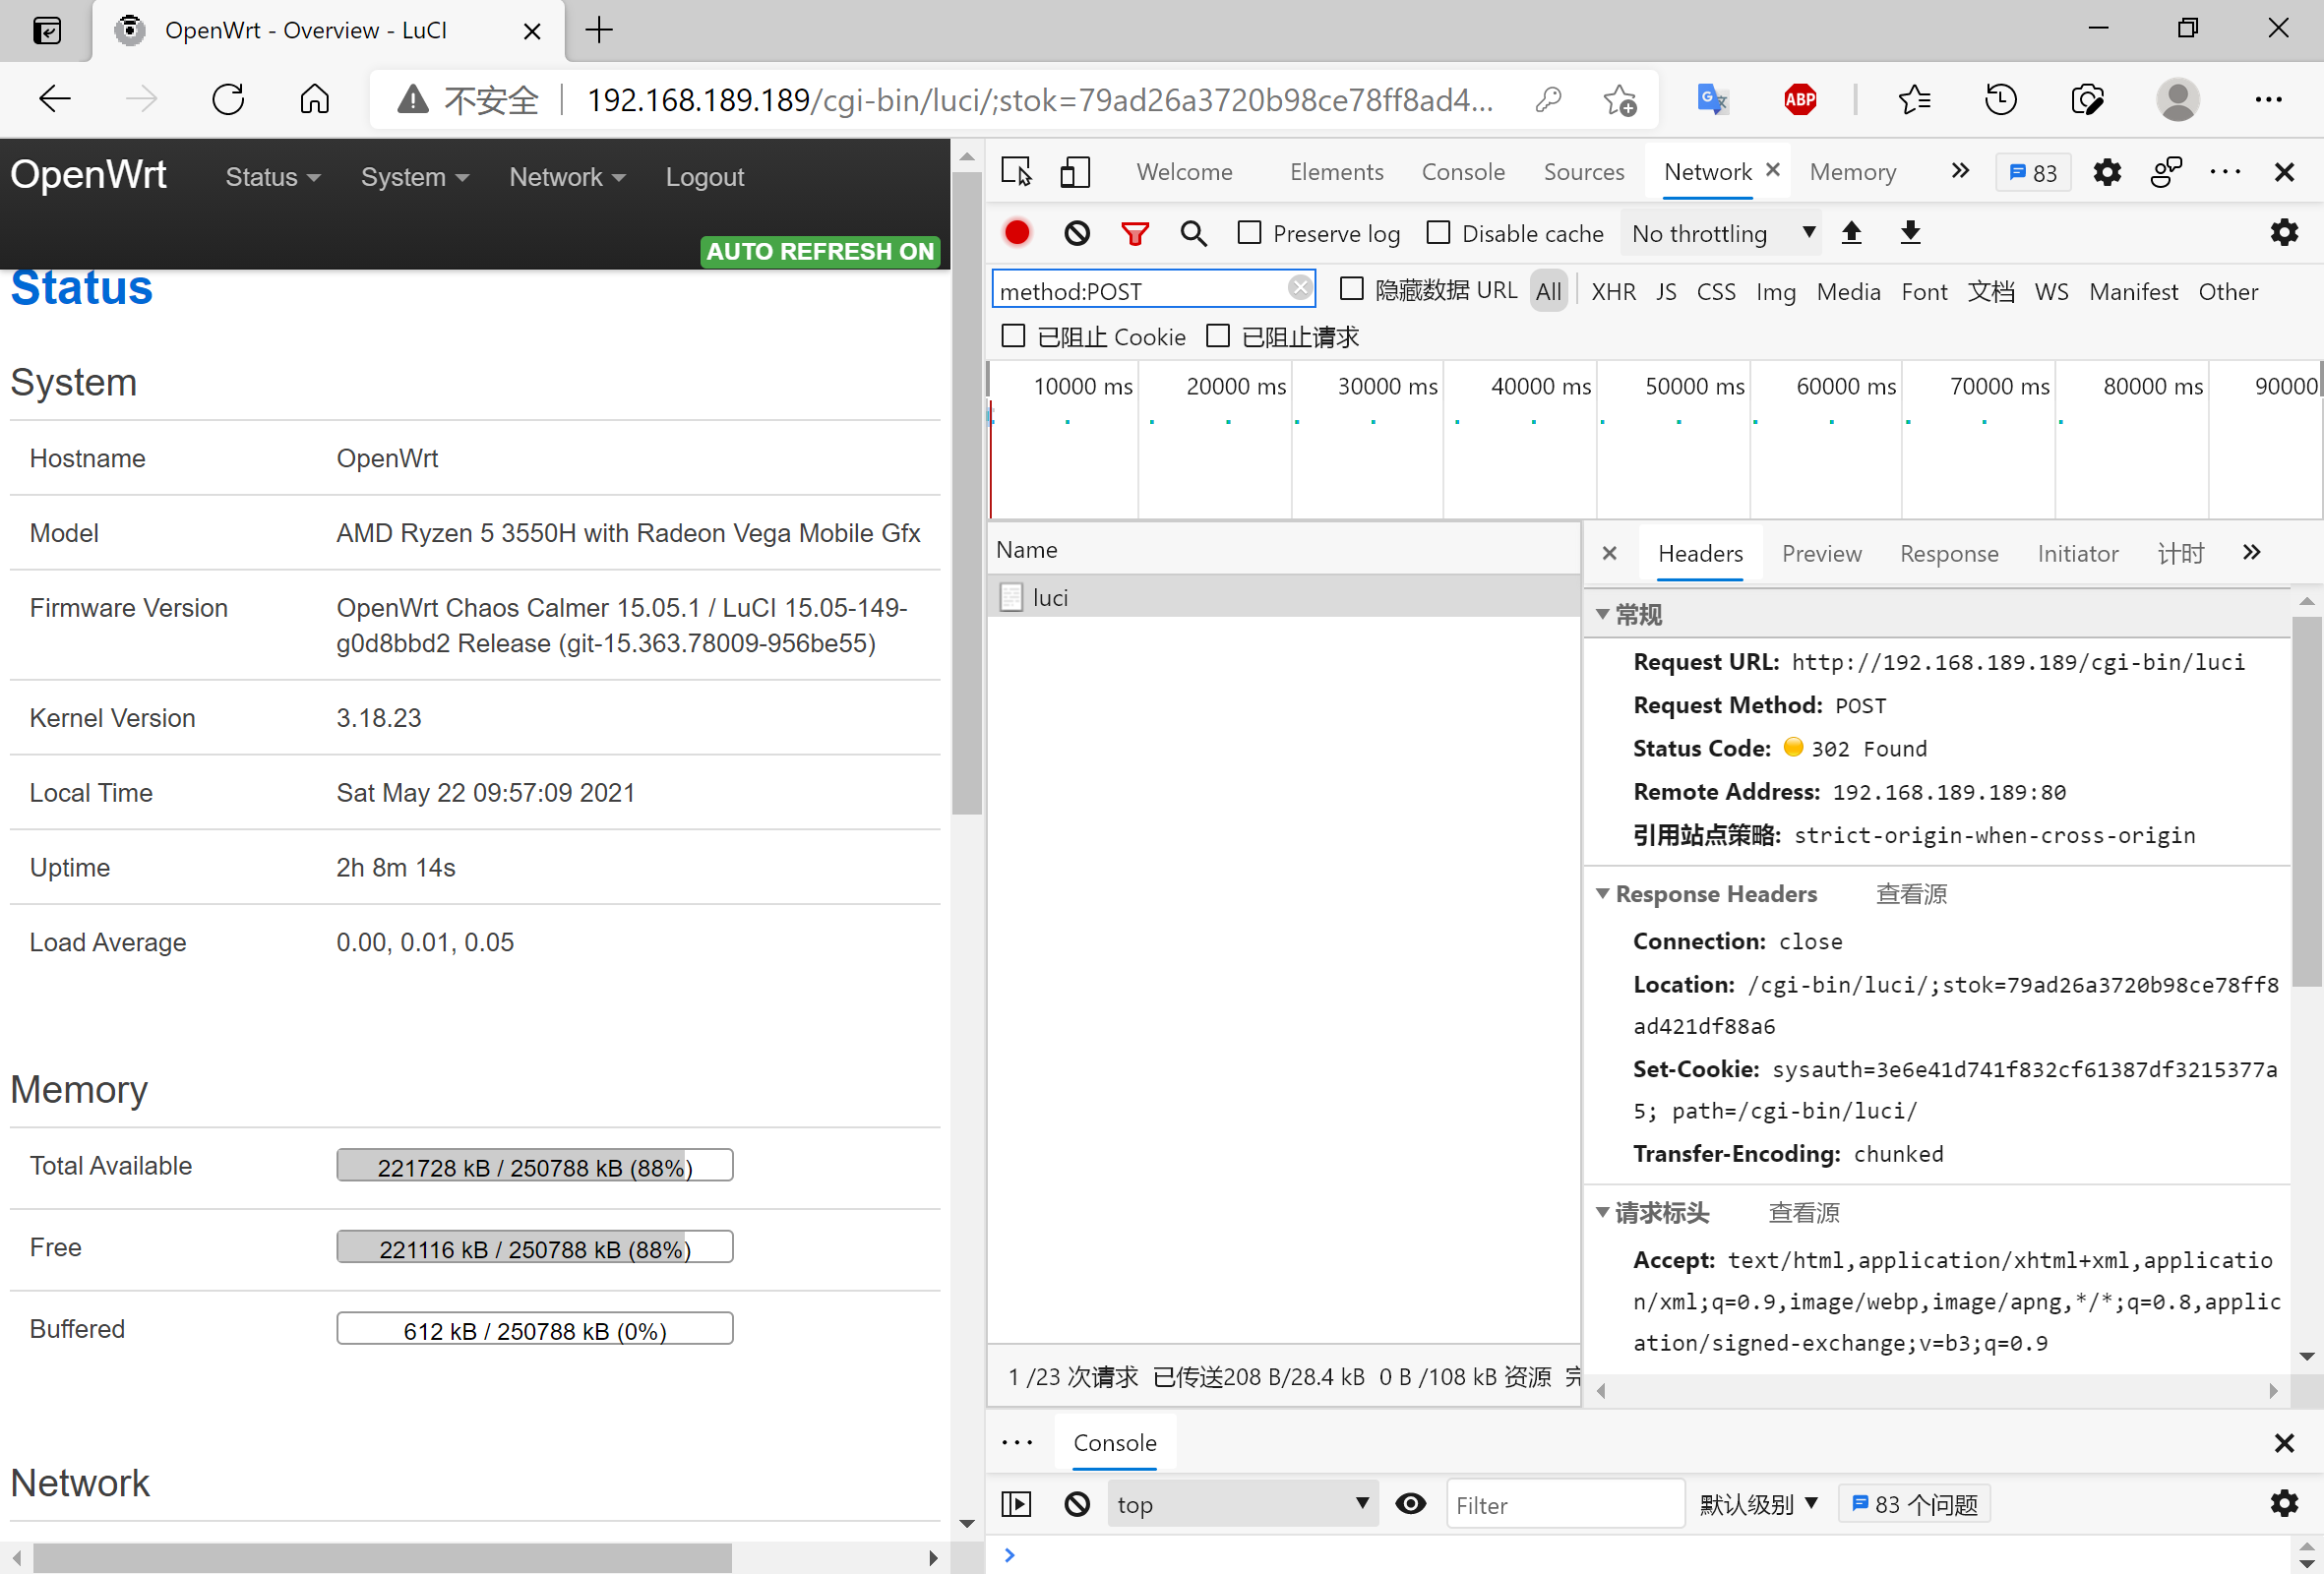 OpenWrt - Overview - LuCI
不安全 192.168.189.189/cgi-bin/luci/;stok=79ad26a3720b98ce78ff8ad4...
ABP
OpenWrt Status System Network Logout
AUTO REFRESH ON
Status
System
Hostname OpenWrt
Model AMD Ryzen 5 3550H with Radeon Vega Mobile Gfx
Firmware Version OpenWrt Chaos Calmer 15.05.1 / LuCI 15.05-149-
g0d8bbd2 Release (git-15.363.78009-956be55)
Kernel Version 3.18.23
Local Time Sat May 22 09:57:09 2021
Uptime 2h 8m 14s
Load Average 0.00, 0.01, 0.05
Memory
Total Available 221728 kB / 250788 kB (88%)
Free 221116 kB / 250788 kB (88%)
Buffered 612 kB / 250788 kB (0%)
Network
Welcome Elements Console Sources Network Memory 83
Preserve log Disable cache No throttling
method:POST 隐藏数据 URL All XHR JS CSS Img Media Font 文档 WS Manifest Other
已阻止 Cookie 已阻止请求
10000 ms 20000 ms 30000 ms 40000 ms 50000 ms 60000 ms 70000 ms 80000 ms 90000
Name
luci
1 /23 次请求 已传送208 B/28.4 kB 0 B /108 kB 资源 完
Headers Preview Response Initiator 计时
常规
Request URL: http://192.168.189.189/cgi-bin/luci
Request Method: POST
Status Code: 302 Found
Remote Address: 192.168.189.189:80
引用站点策略: strict-origin-when-cross-origin
Response Headers 查看源
Connection: close
Location: /cgi-bin/luci/;stok=79ad26a3720b98ce78ff8
ad421df88a6
Set-Cookie: sysauth=3e6e41d741f832cf61387df3215377a
5; path=/cgi-bin/luci/
Transfer-Encoding: chunked
请求标头 查看源
Accept: text/html,application/xhtml+xml,applicatio
n/xml;q=0.9,image/webp,image/apng,*/*;q=0.8,applic
ation/signed-exchange;v=b3;q=0.9
Console
top Filter 默认级别 83 个问题